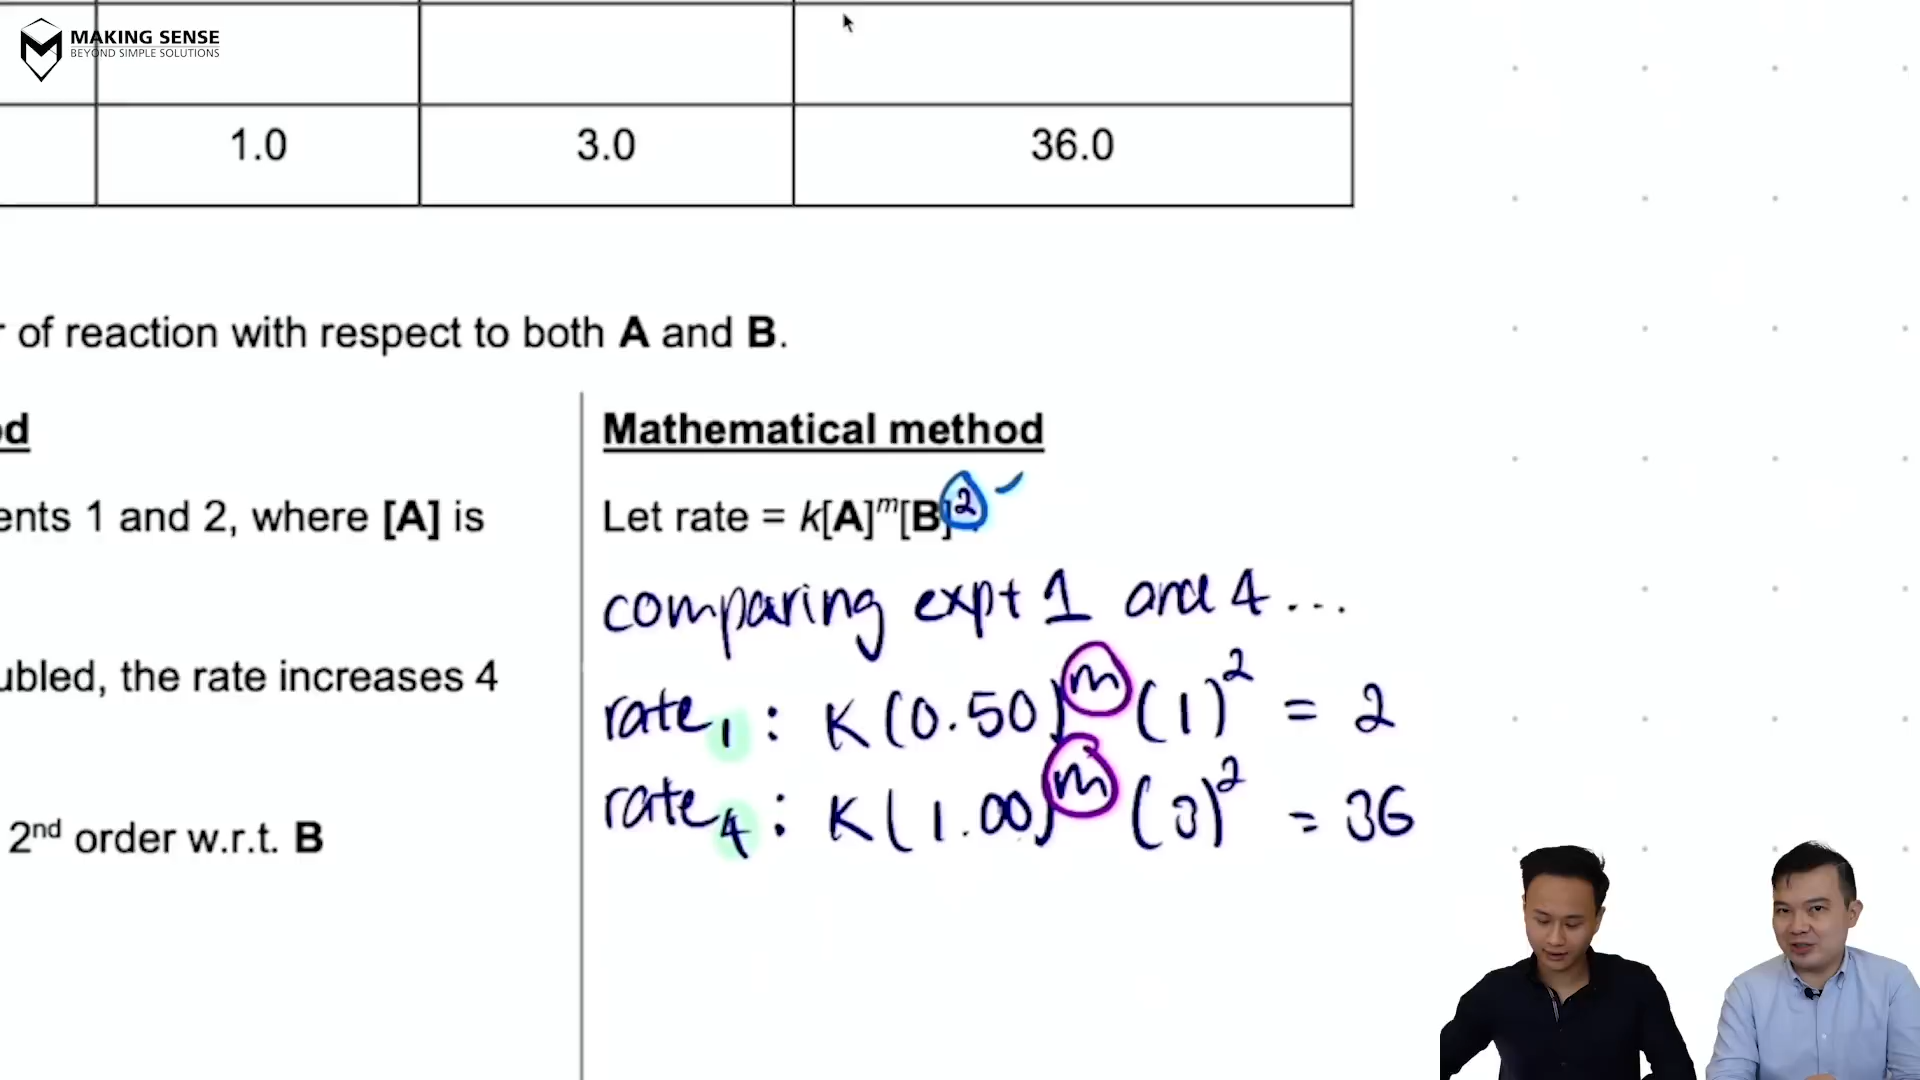 MAKING SENSE
BEYOND SIMPLE SOLUTIONS
1.0 3.0 36.0
of reaction with respect to both A and B.
Mathematical method
ents 1 and 2, where [A] is
Let rate = k[A]^m[B]^2
comparing expt 1 and 4 ...
ubled, the rate increases 4
rate1 : K(0.50)^m (1)^2 = 2
rate4 : K(1.00)^m (3)^2 = 36
2nd order w.r.t. B